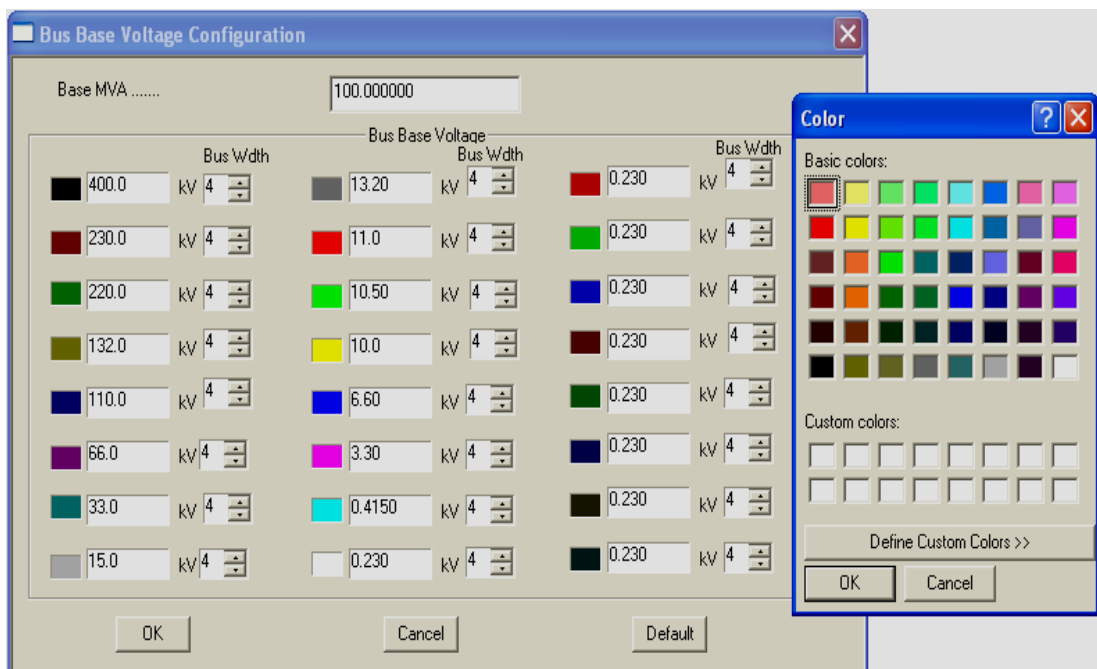 Bus Base Voltage Configuration
Base MVA ....... 100.000000
Bus Base Voltage
Bus Wdth Bus Wdth Bus Wdth
400.0 kV 4 13.20 kV 4 0.230 kV 4
230.0 kV 4 11.0 kV 4 0.230 kV 4
220.0 kV 4 10.50 kV 4 0.230 kV 4
132.0 kV 4 10.0 kV 4 0.230 kV 4
110.0 kV 4 6.60 kV 4 0.230 kV 4
66.0 kV 4 3.30 kV 4 0.230 kV 4
33.0 kV 4 0.4150 kV 4 0.230 kV 4
15.0 kV 4 0.230 kV 4 0.230 kV 4
OK Cancel Default
Color ?
Basic colors:
Custom colors:
Define Custom Colors >>
OK Cancel